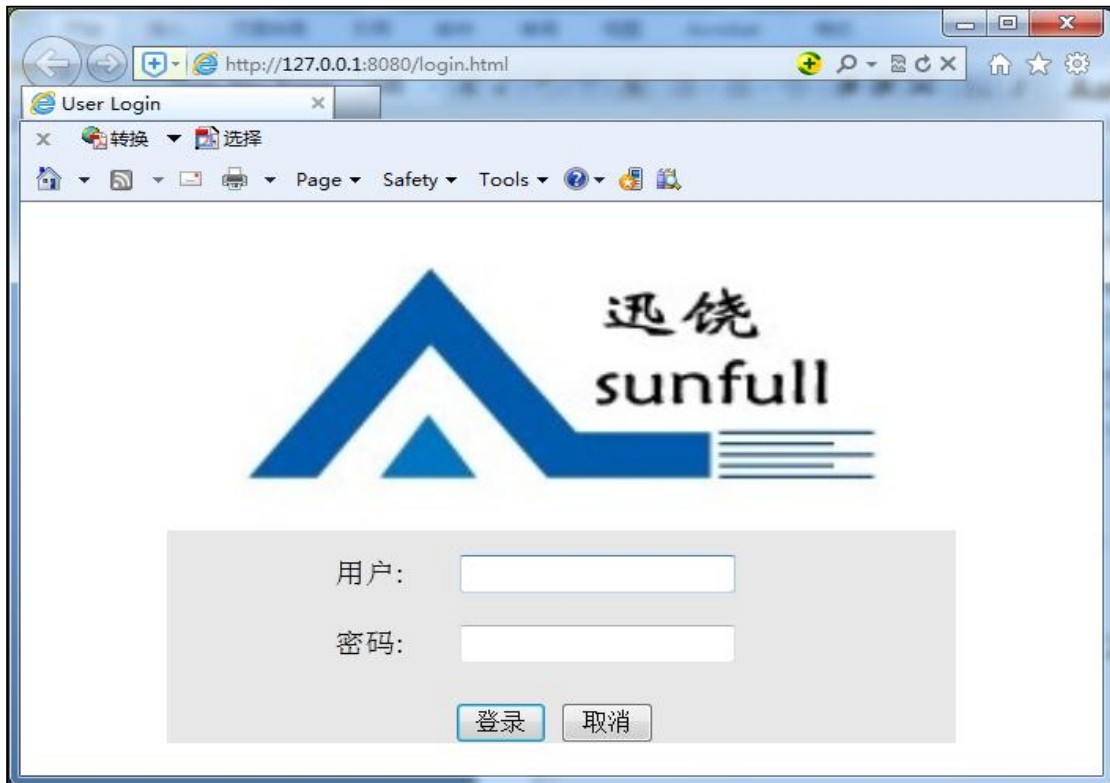 http://127.0.0.1:8080/login.html
User Login
转换 选择
Page Safety Tools
迅饶
sunfull
用户:
密码:
登录 取消